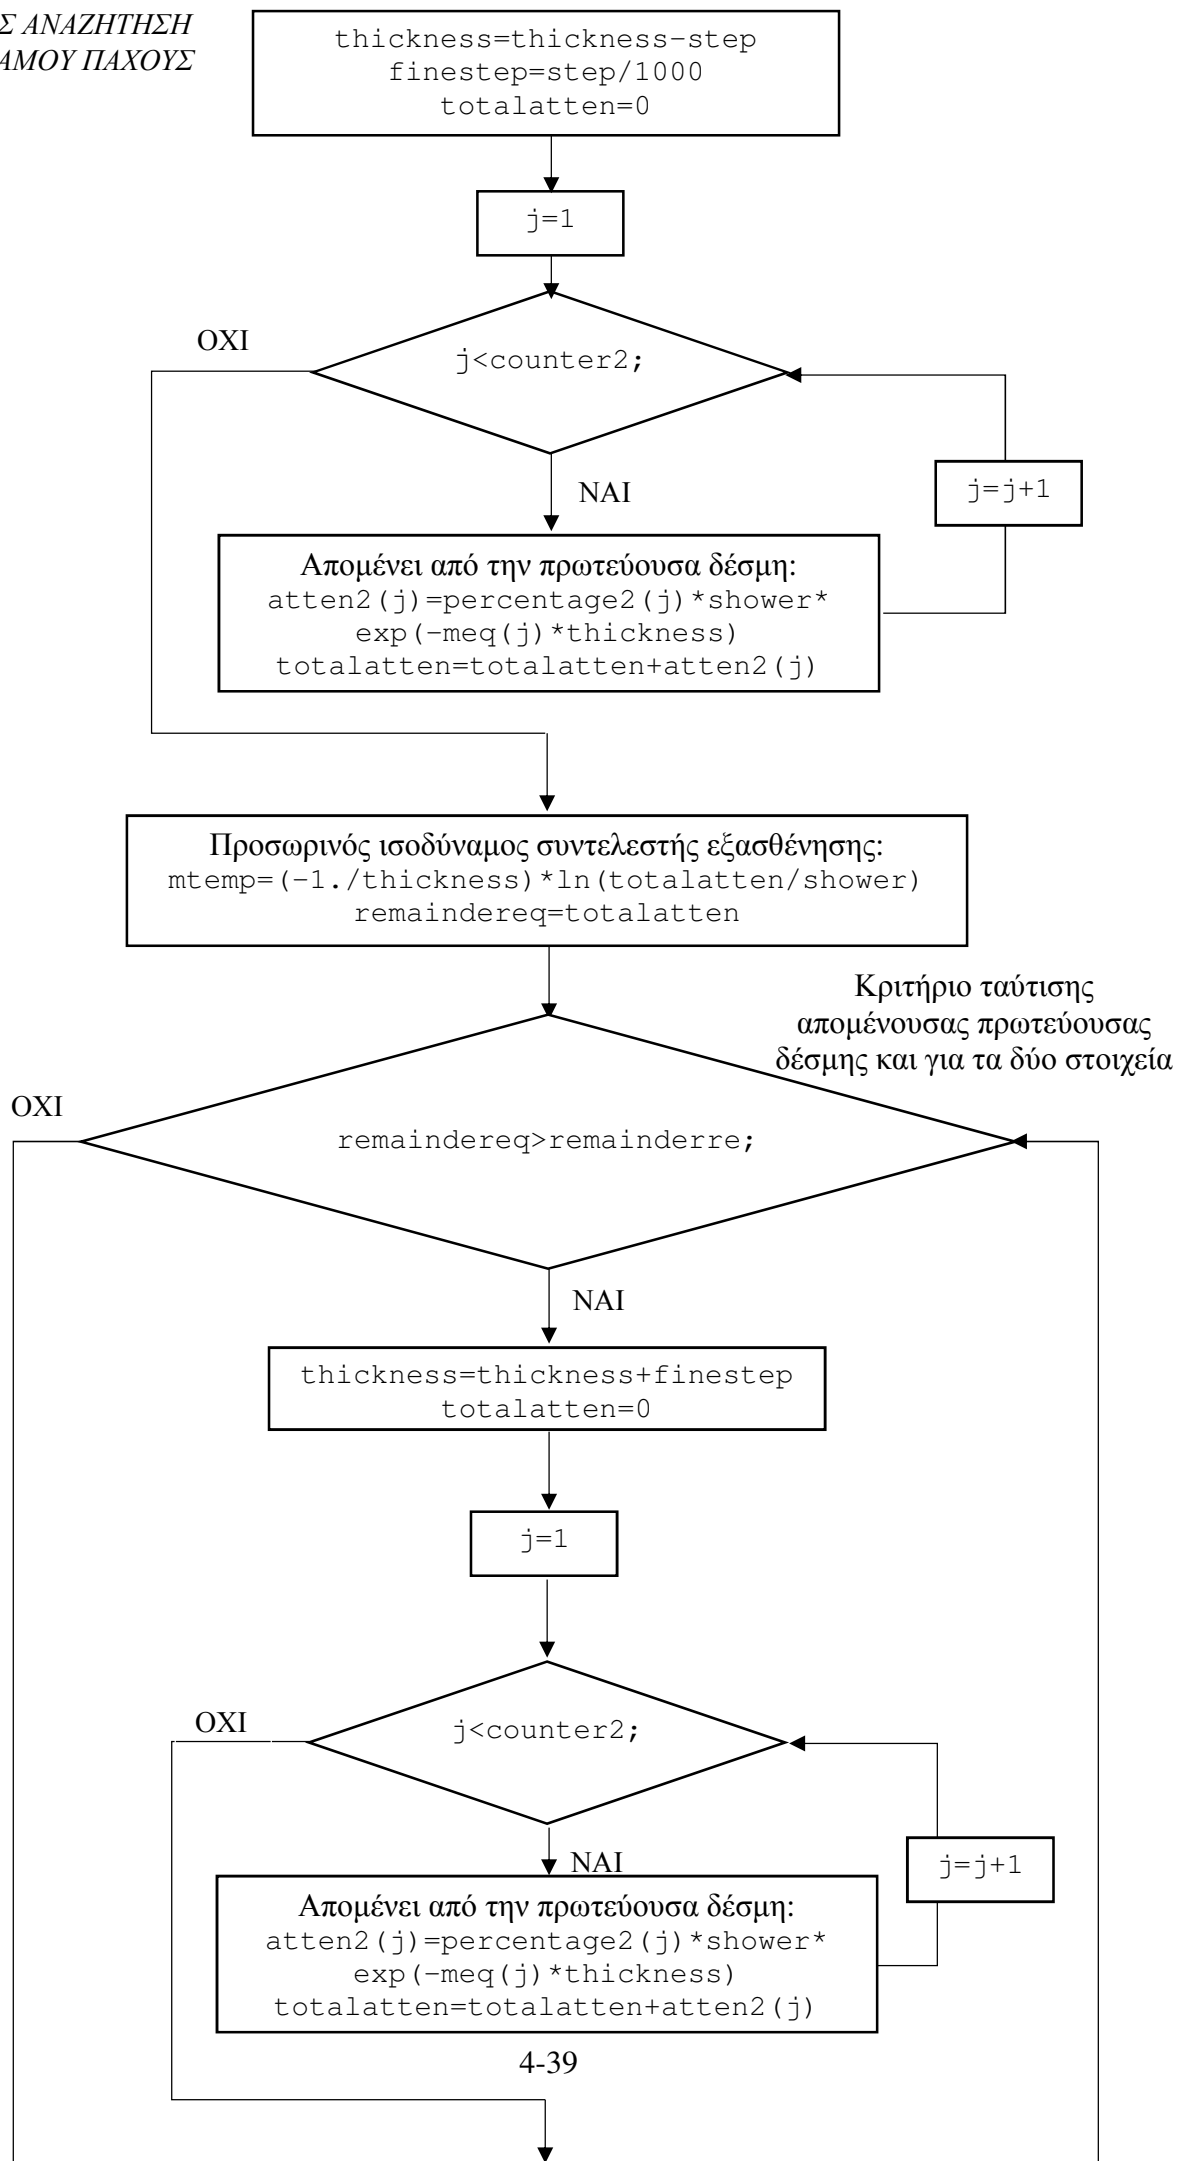 ΑΝΑΖΗΤΗΣΗ
ΠΑΧΟΥΣ
thickness=thickness-step
finestep=step/1000
totalatten=0
j=1
ΟΧΙ
j<counter2;
ΝΑΙ
j=j+1
Απομένει από την πρωτεύουσα δέσμη:
atten2(j)=percentage2(j)*shower*
exp(-meq(j)*thickness)
totalatten=totalatten+atten2(j)
Προσωρινός ισοδύναμος συντελεστής εξασθένησης:
mtemp=(-1./thickness)*ln(totalatten/shower)
remaindereq=totalatten
Κριτήριο ταύτισης
απομένουσας πρωτεύουσας
δέσμης και για τα δύο στοιχεία
ΟΧΙ
remaindereq>remainderre;
ΝΑΙ
thickness=thickness+finestep
totalatten=0
j=1
ΟΧΙ
j<counter2;
ΝΑΙ
j=j+1
Απομένει από την πρωτεύουσα δέσμη:
atten2(j)=percentage2(j)*shower*
exp(-meq(j)*thickness)
totalatten=totalatten+atten2(j)
4-39